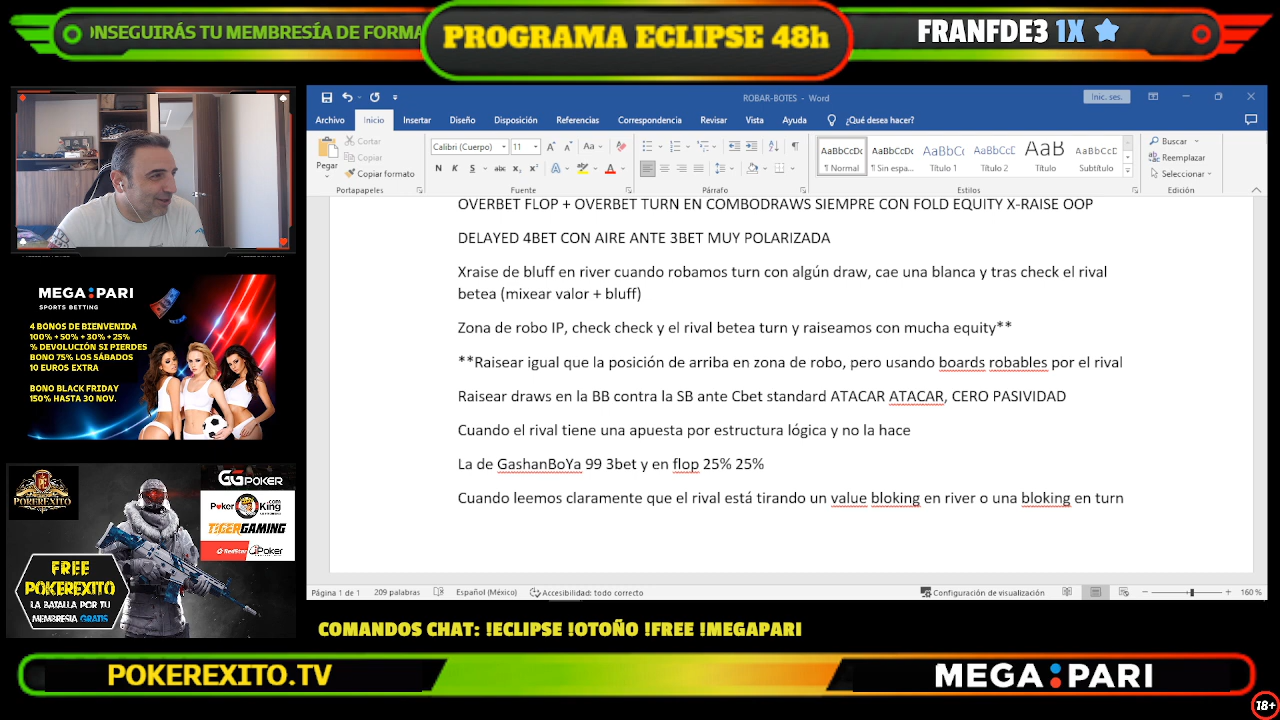 ONSEGUIRÁS TU MEMBRESÍA DE FORMA
PROGRAMA ECLIPSE 48h
FRANFDE3 1X
ROBAR-BOTES - Word
Inic. ses.
Archivo Inicio Insertar Diseño Disposición Referencias Correspondencia Revisar Vista Ayuda ¿Qué desea hacer?
Pegar
Cortar
Copiar
Copiar formato
Portapapeles
Calibri (Cuerpo) 11
N K S abc x₂ x²
Fuente
Párrafo
AaBbCcDc AaBbCcDc AaBbCc AaBbCcC AaB AaBbCcC
¶ Normal ¶ Sin espa... Título 1 Título 2 Título Subtítulo
Estilos
Buscar
Reemplazar
Seleccionar
Edición
OVERBET FLOP + OVERBET TURN EN COMBODRAWS SIEMPRE CON FOLD EQUITY X-RAISE OOP
DELAYED 4BET CON AIRE ANTE 3BET MUY POLARIZADA
Xraise de bluff en river cuando robamos turn con algún draw, cae una blanca y tras check el rival
betea (mixear valor + bluff)
Zona de robo IP, check check y el rival betea turn y raiseamos con mucha equity**
**Raisear igual que la posición de arriba en zona de robo, pero usando boards robables por el rival
Raisear draws en la BB contra la SB ante Cbet standard ATACAR ATACAR, CERO PASIVIDAD
Cuando el rival tiene una apuesta por estructura lógica y no la hace
La de GashanBoYa 99 3bet y en flop 25% 25%
Cuando leemos claramente que el rival está tirando un value bloking en river o una bloking en turn
Página 1 de 1 209 palabras Español (México) Accesibilidad: todo correcto Configuración de visualización 160 %
MEGA PARI
SPORTS BETTING
4 BONOS DE BIENVENIDA
100% + 50% + 30% + 25%
% DEVOLUCIÓN SI PIERDES
BONO 75% LOS SÁBADOS
10 EUROS EXTRA
BONO BLACK FRIDAY
150% HASTA 30 NOV.
POKEREXITO
GGPOKER
PokerKing.com
TIGERGAMING
RedStar Poker
FREE
POKEREXITO
LA BATALLA POR TU
MEMBRESIA GRATIS
COMANDOS CHAT: !ECLIPSE !OTOÑO !FREE !MEGAPARI
POKEREXITO.TV
MEGA PARI
18+